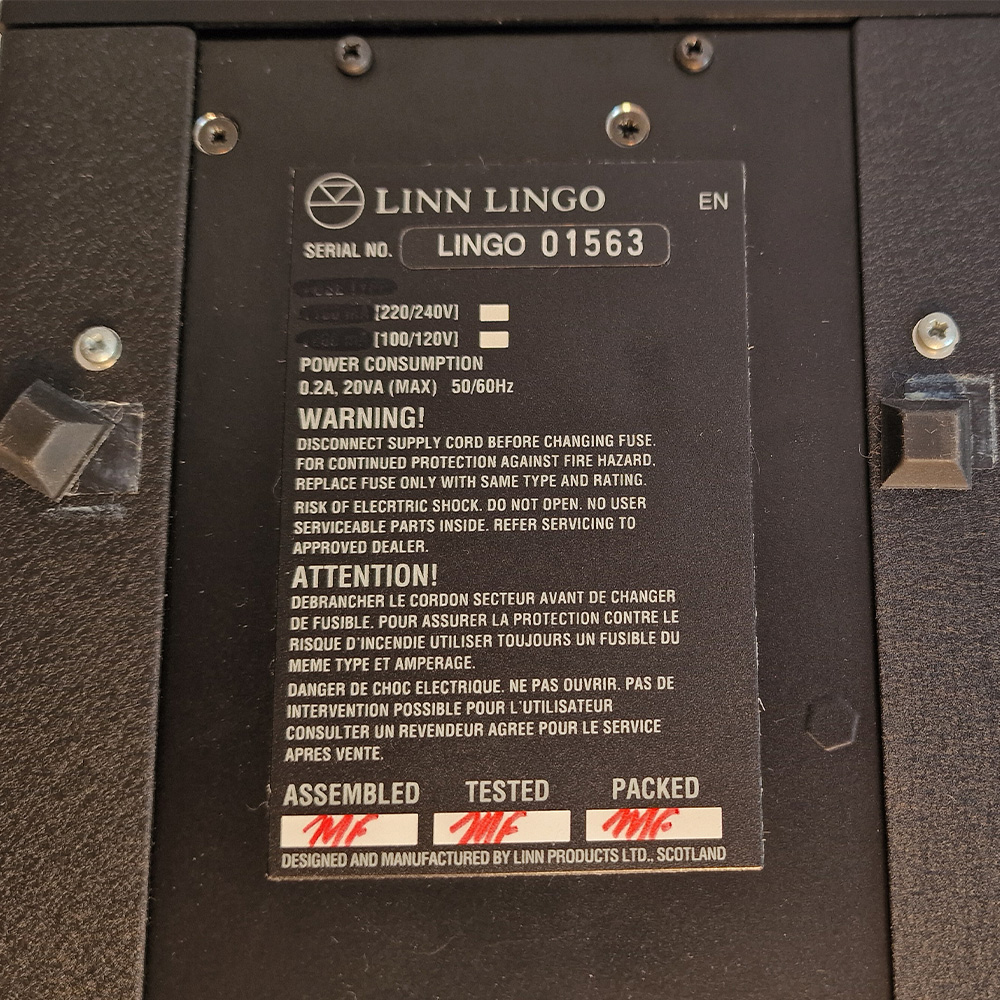 LINN LINGO EN
SERIAL NO. LINGO 01563
[220/240V]
[100/120V]
POWER CONSUMPTION
0.2A, 20VA (MAX) 50/60Hz
WARNING!
DISCONNECT SUPPLY CORD BEFORE CHANGING FUSE.
FOR CONTINUED PROTECTION AGAINST FIRE HAZARD.
REPLACE FUSE ONLY WITH SAME TYPE AND RATING.
RISK OF ELECRTRIC SHOCK. DO NOT OPEN. NO USER
SERVICEABLE PARTS INSIDE. REFER SERVICING TO
APPROVED DEALER.
ATTENTION!
DEBRANCHER LE CORDON SECTEUR AVANT DE CHANGER
DE FUSIBLE. POUR ASSURER LA PROTECTION CONTRE LE
RISQUE D'INCENDIE UTILISER TOUJOURS UN FUSIBLE DU
MEME TYPE ET AMPERAGE.
DANGER DE CHOC ELECTRIQUE. NE PAS OUVRIR. PAS DE
INTERVENTION POSSIBLE POUR L'UTILISATEUR
CONSULTER UN REVENDEUR AGREE POUR LE SERVICE
APRES VENTE.
ASSEMBLED TESTED PACKED
MF MF MF
DESIGNED AND MANUFACTURED BY LINN PRODUCTS LTD., SCOTLAND